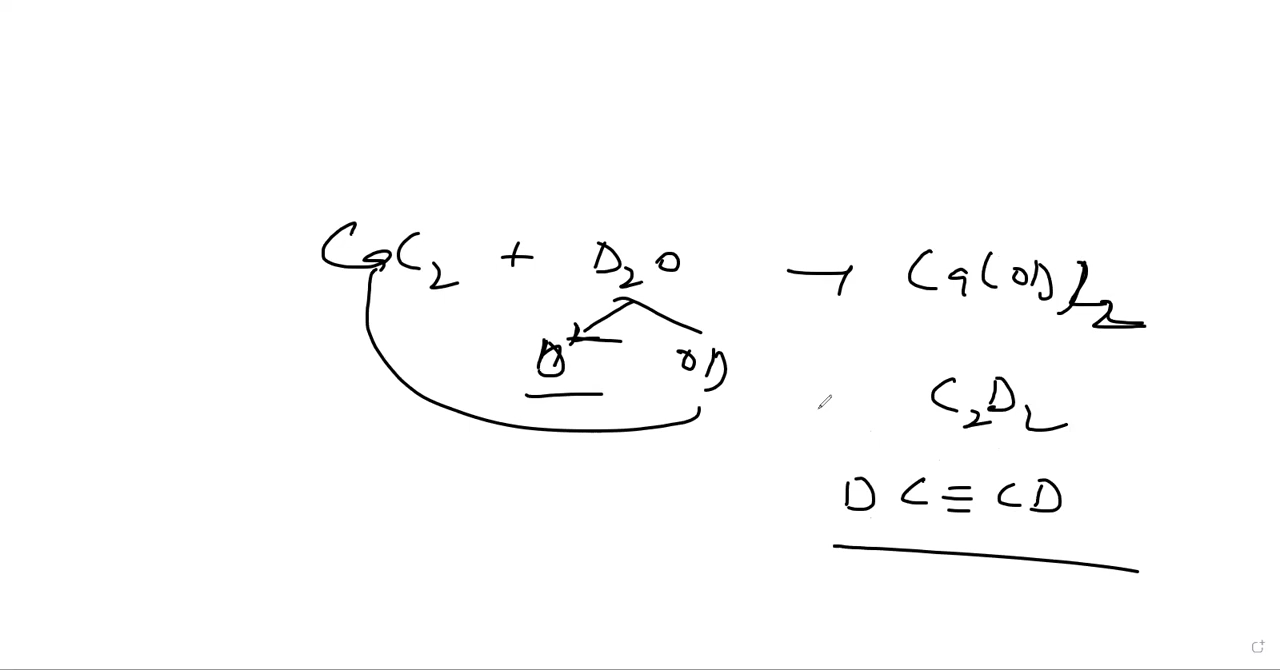 CaC2 + D2O → Ca(OD)2
D+ OD
C2D2
DC≡CD